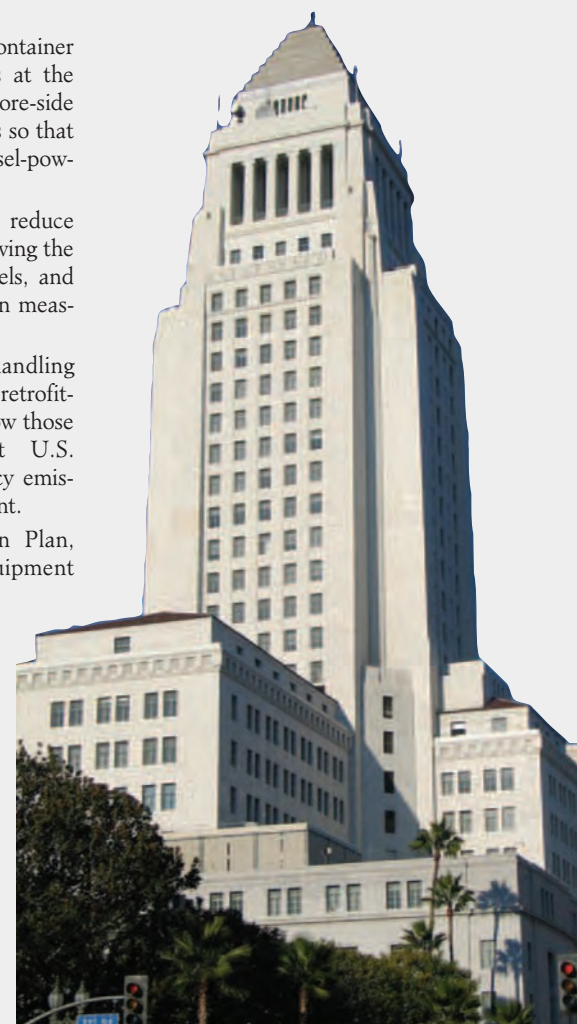 ontainer
at the
ore-side
s so that
sel-pow-
reduce
ving the
els, and
n meas-
andling
retrofit-
ow those
t U.S.
cy emis-
nt.
n Plan,
uipment